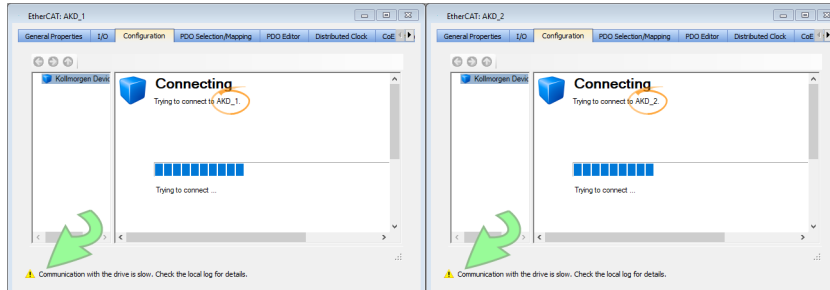 EtherCAT: AKD_1
General Properties I/O Configuration PDO Selection/Mapping PDO Editor Distributed Clock CoE
Kollmorgen Devic
Connecting
Trying to connect to AKD_1.
Trying to connect ...
Communication with the drive is slow. Check the local log for details.
EtherCAT: AKD_2
General Properties I/O Configuration PDO Selection/Mapping PDO Editor Distributed Clock CoE
Kollmorgen Devic
Connecting
Trying to connect to AKD_2.
Trying to connect ...
Communication with the drive is slow. Check the local log for details.